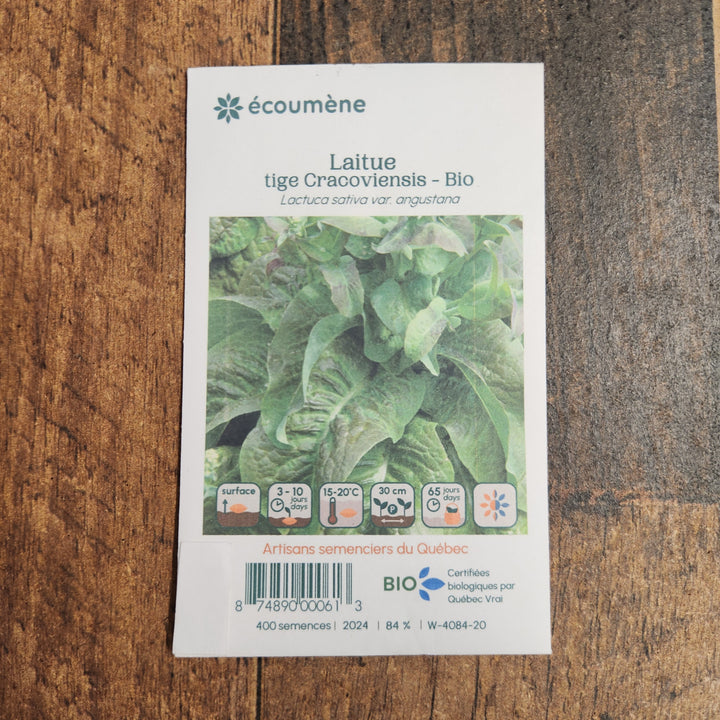 écoumène
Laitue
tige Cracoviensis - Bio
Lactuca sativa var. angustana
surface
3 - 10
jours
days
15-20°C
30 cm
P
65 jours
days
Artisans semenciers du Québec
8 74890 00061 3
BIO
Certifiées
biologiques par
Québec Vrai
400 semences | 2024 | 84 % | W-4084-20